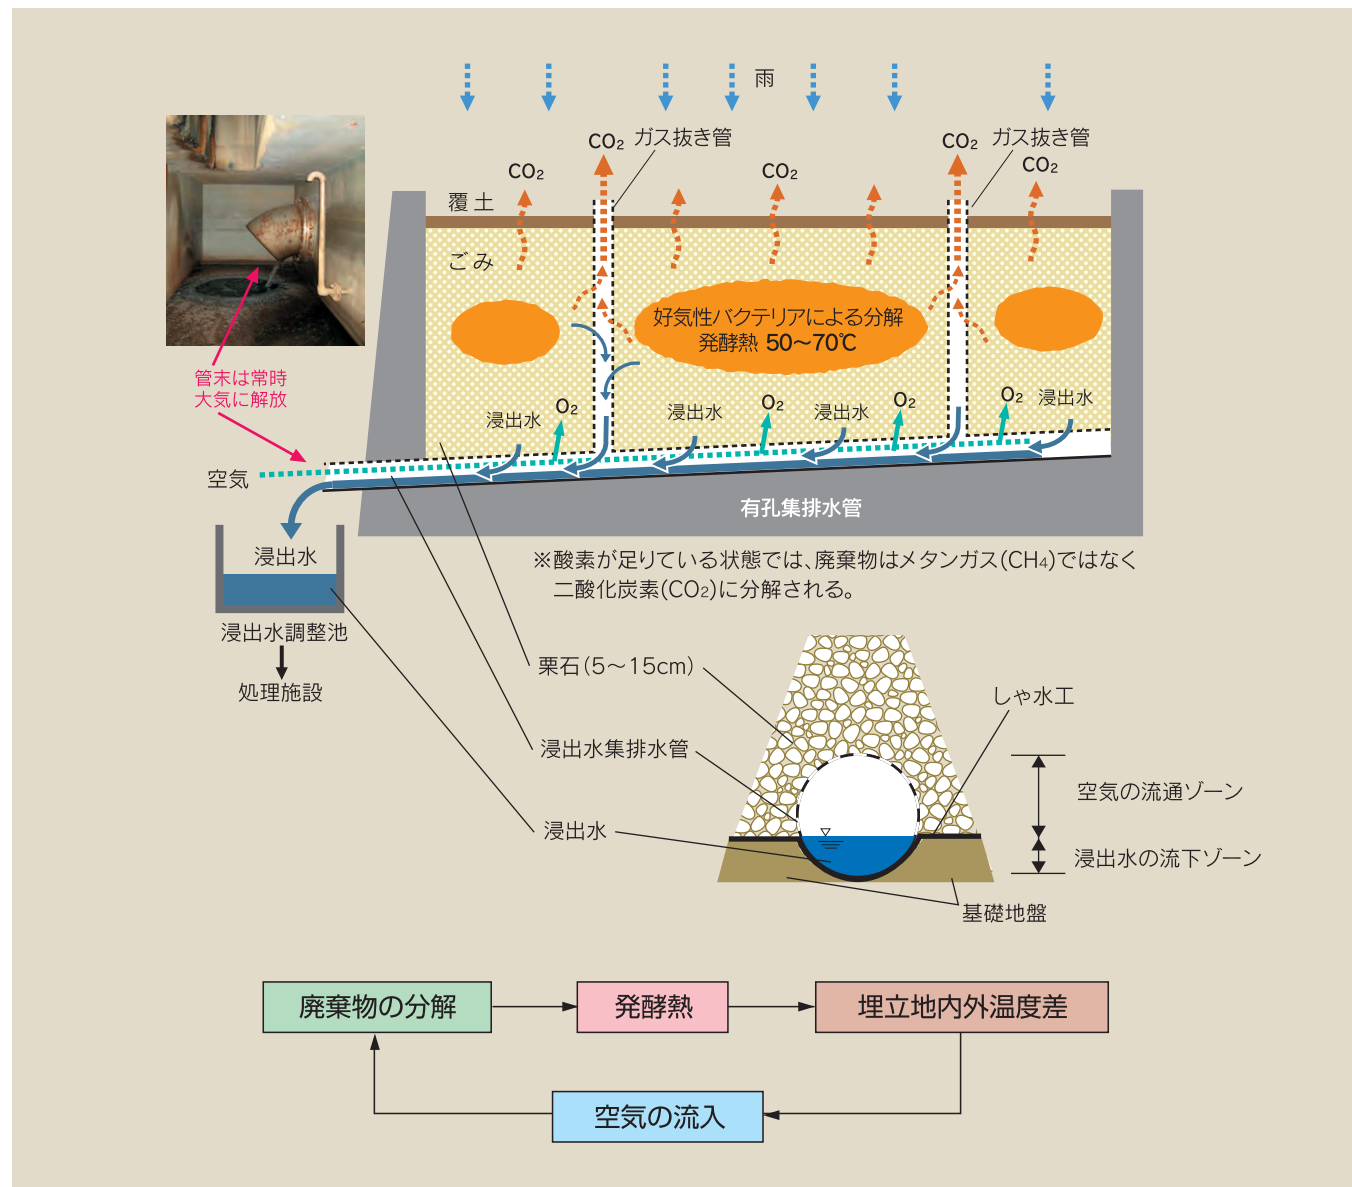 雨
CO2
ガス抜き管
CO2
ガス抜き管
CO2
CO2
CO2
覆土
ごみ
好気性バクテリアによる分解
発酵熱 50〜70℃
管末は常時
大気に解放
浸出水
O2
浸出水
O2
浸出水
O2
O2
浸出水
空気
有孔集排水管
浸出水
※酸素が足りている状態では、廃棄物はメタンガス(CH4)ではなく
二酸化炭素(CO2)に分解される。
浸出水調整池
処理施設
栗石(5〜15cm)
しゃ水工
浸出水集排水管
空気の流通ゾーン
浸出水
浸出水の流下ゾーン
基礎地盤
廃棄物の分解
発酵熱
埋立地内外温度差
空気の流入